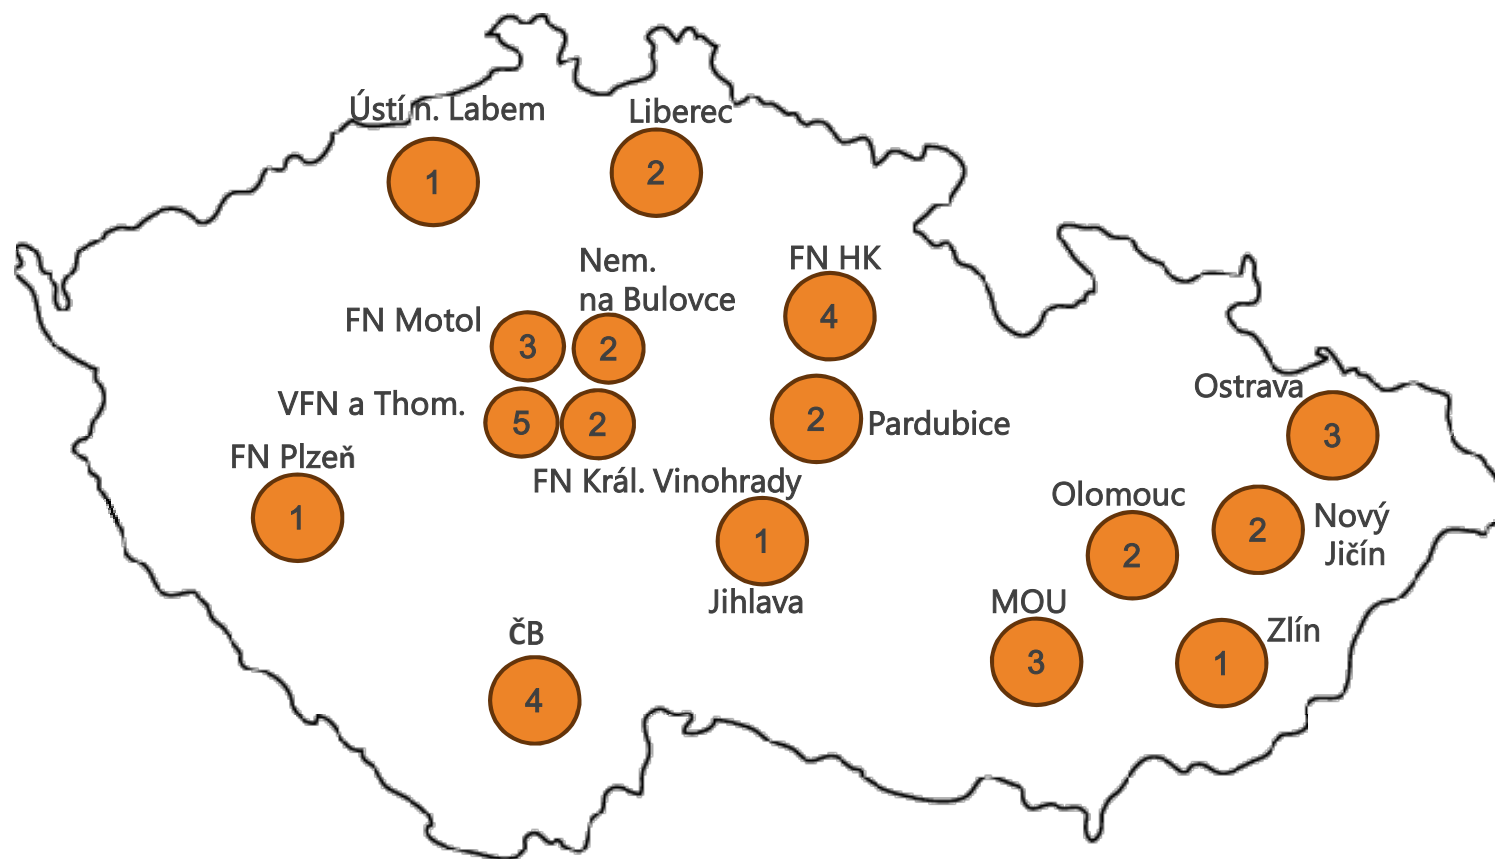 Ústí n. Labem
1
Liberec
2
Nem.
na Bulovce
2
FN HK
4
FN Motol
3
VFN a Thom.
5
2
FN Král. Vinohrady
2
Pardubice
Ostrava
3
FN Plzeň
1
1
Jihlava
Olomouc
2
2
Nový
Jičín
MOU
3
Zlín
1
ČB
4